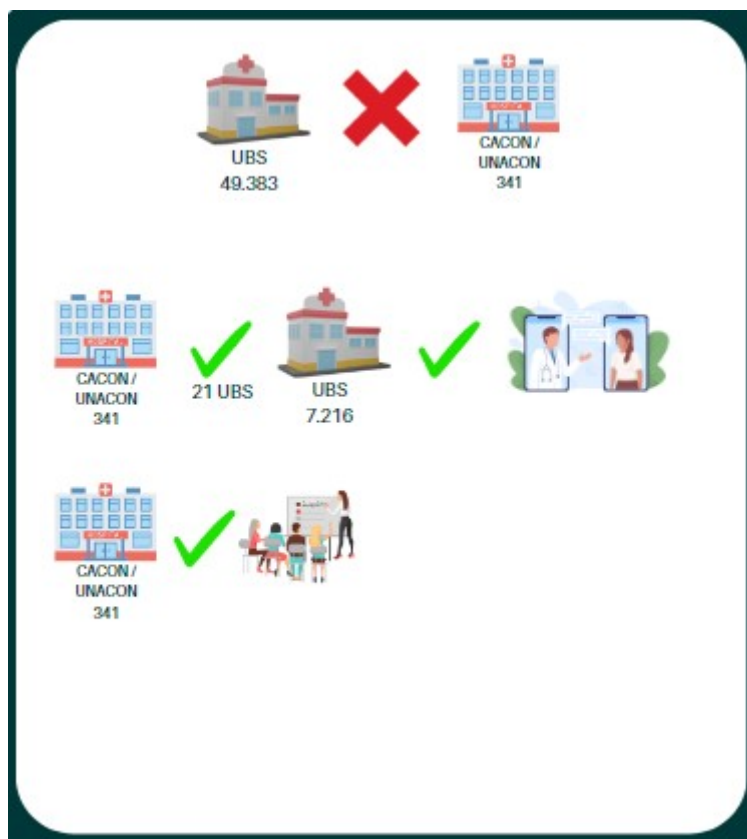 UBS
49.383
CACON /
UNACON
341
CACON /
UNACON
341
21 UBS
UBS
7.216
CACON /
UNACON
341